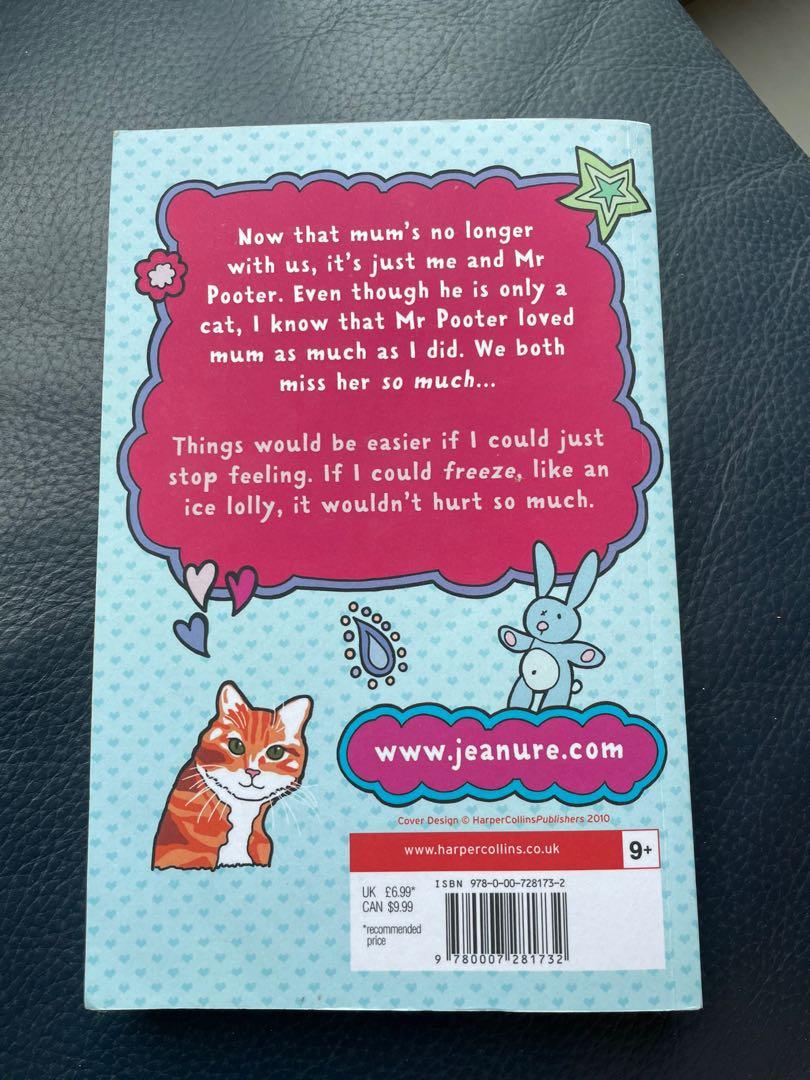 Now that mum's no longer
with us, it's just me and Mr
Pooter. Even though he is only a
cat, I know that Mr Pooter loved
mum as much as I did. We both
miss her so much...
Things would be easier if I could just
stop feeling. If I could freeze, like an
ice lolly, it wouldn't hurt so much.
www.jeanure.com
Cover Design © HarperCollinsPublishers 2010
www.harpercollins.co.uk
9+
ISBN 978-0-00-728173-2
UK £6.99*
CAN $9.99
*recommended
price
9 780007 281732